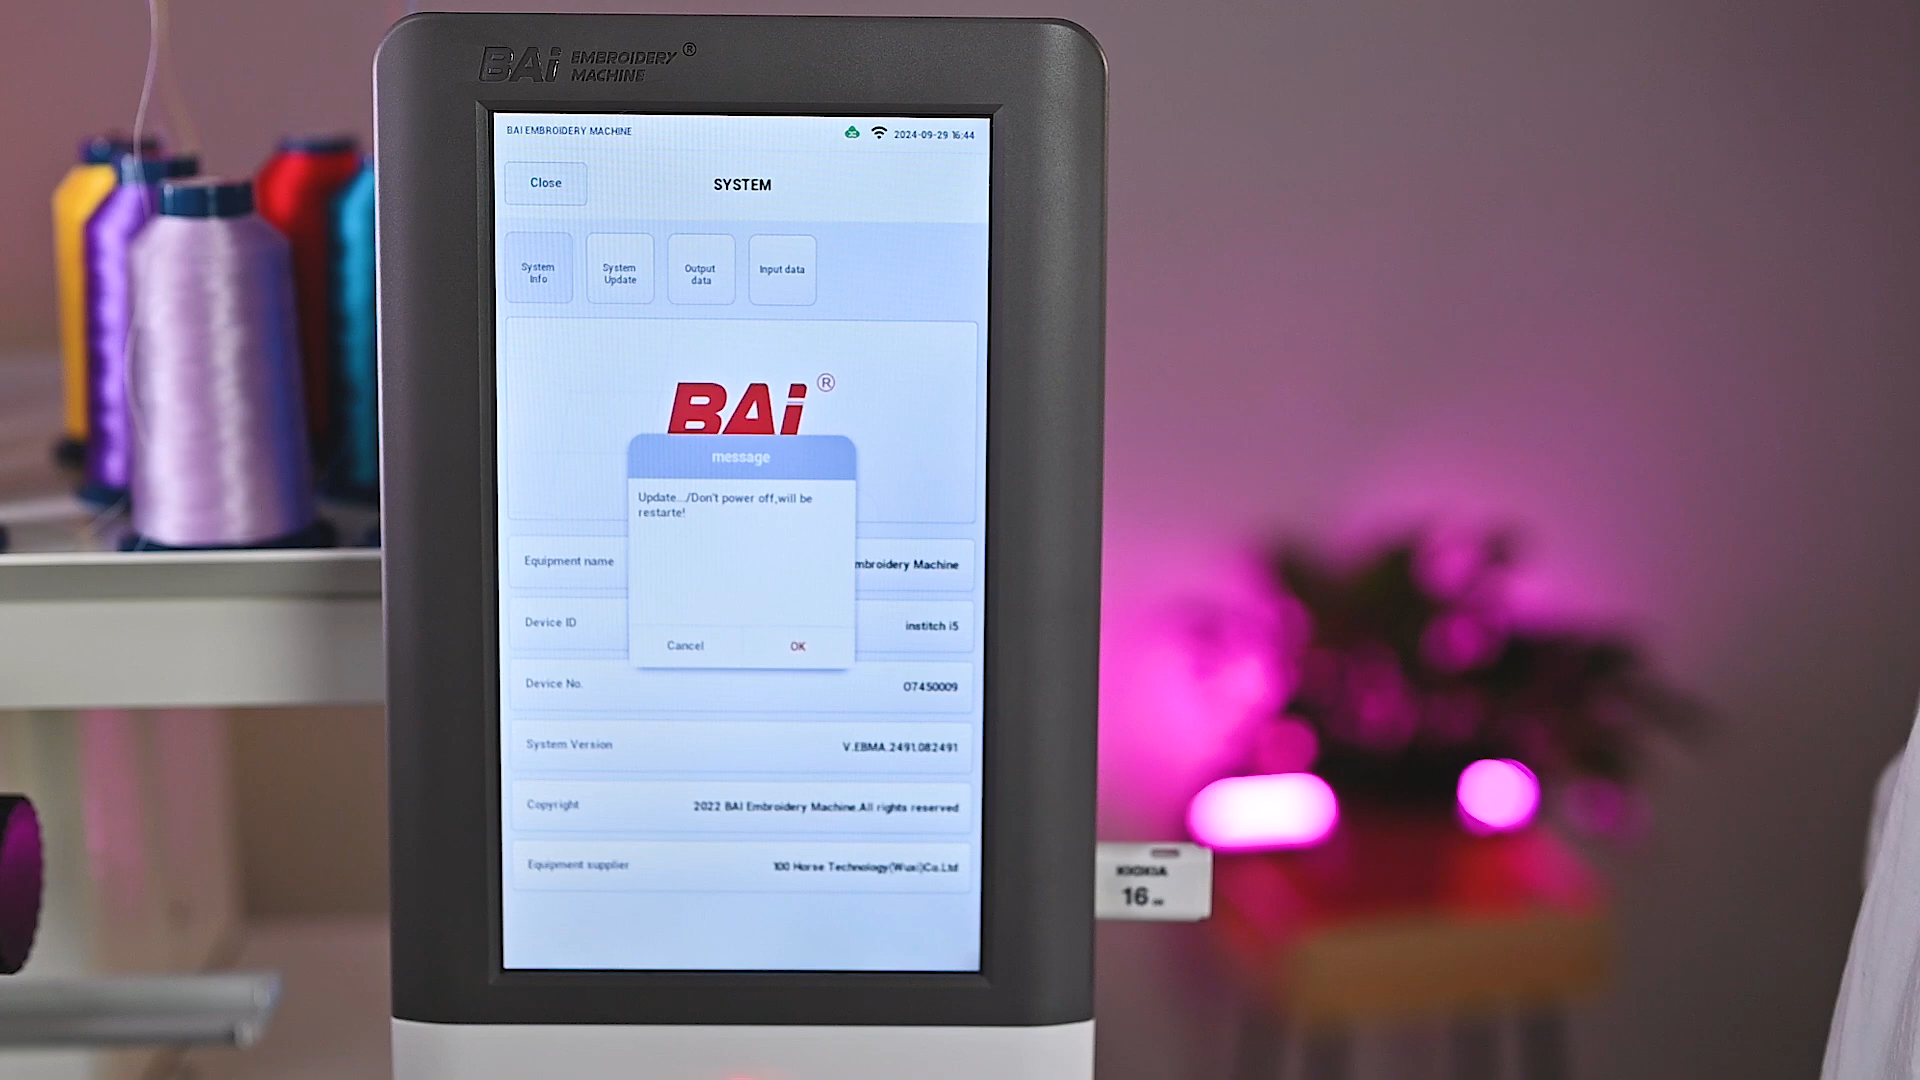 BAi EMBROIDERY ®
MACHINE
BAI EMBROIDERY MACHINE 2024-09-29 16:44
Close SYSTEM
System
Info
System
Update
Output
data
Input data
BAi ®
message
Update.../Don't power off,will be
restarte!
Cancel OK
Equipment name mbroidery Machine
Device ID institch i5
Device No. 07450009
System Version V.EBMA.2491.082491
Copyright 2022 BAI Embroidery Machine.All rights reserved
Equipment supplier 100 Horse Technology(Wuxi)Co.Ltd
KIOXIA
16